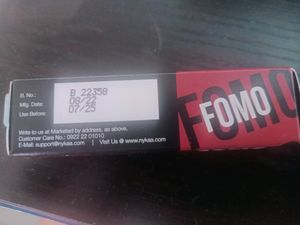 B. No.: B 22358
Mfg. Date: 08/22
Use Before: 07/25
Write to us at Marketed by address, as above.
Customer Care No.: 0922 22 01010
E-Mail: support@nykaa.com | Visit Us @ www.nykaa.com
FOMO
FOMO